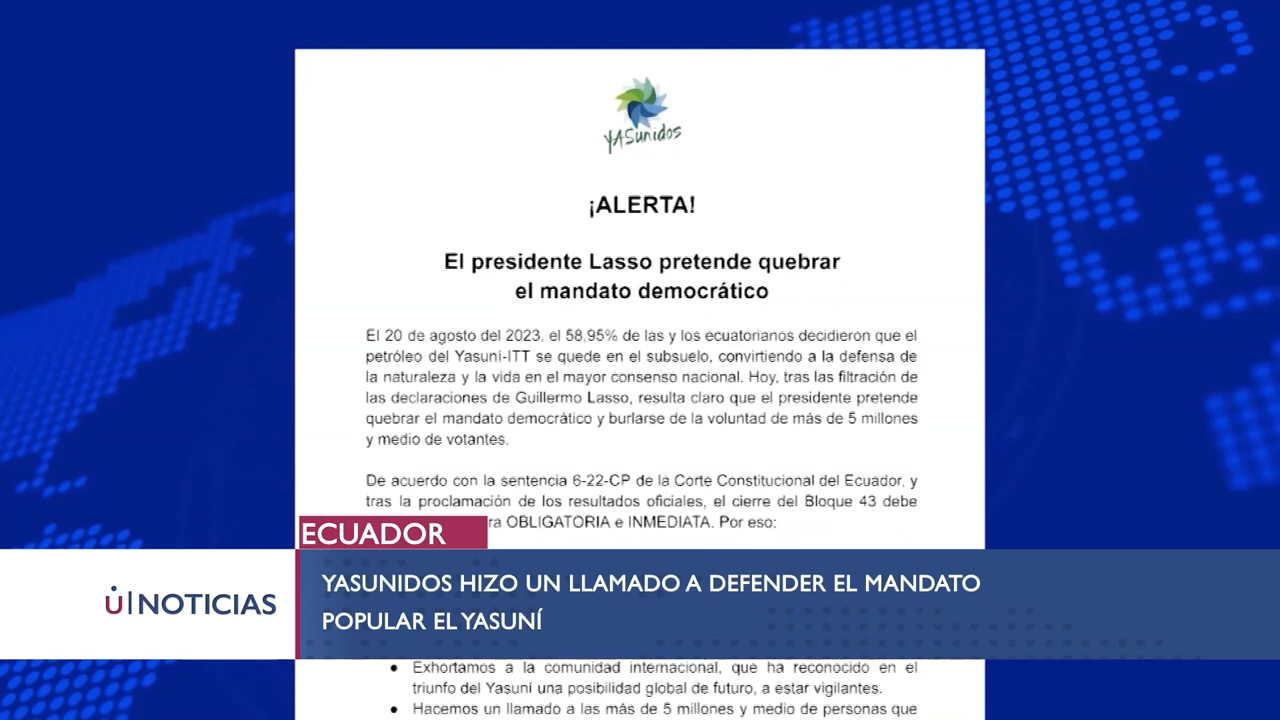 YASunidos
¡ALERTA!
El presidente Lasso pretende quebrar
el mandato democrático
El 20 de agosto del 2023, el 58,95% de las y los ecuatorianos decidieron que el
petróleo del Yasuní-ITT se quede en el subsuelo, convirtiendo a la defensa de
la naturaleza y la vida en el mayor consenso nacional. Hoy, tras las filtración de
las declaraciones de Guillermo Lasso, resulta claro que el presidente pretende
quebrar el mandato democrático y burlarse de la voluntad de más de 5 millones
y medio de votantes.
De acuerdo con la sentencia 6-22-CP de la Corte Constitucional del Ecuador, y
tras la proclamación de los resultados oficiales, el cierre del Bloque 43 debe
ra OBLIGATORIA e INMEDIATA. Por eso:
ECUADOR
YASUNIDOS HIZO UN LLAMADO A DEFENDER EL MANDATO
POPULAR EL YASUNÍ
U|NOTICIAS
● Exhortamos a la comunidad internacional, que ha reconocido en el
triunfo del Yasuní una posibilidad global de futuro, a estar vigilantes.
● Hacemos un llamado a las más de 5 millones y medio de personas que